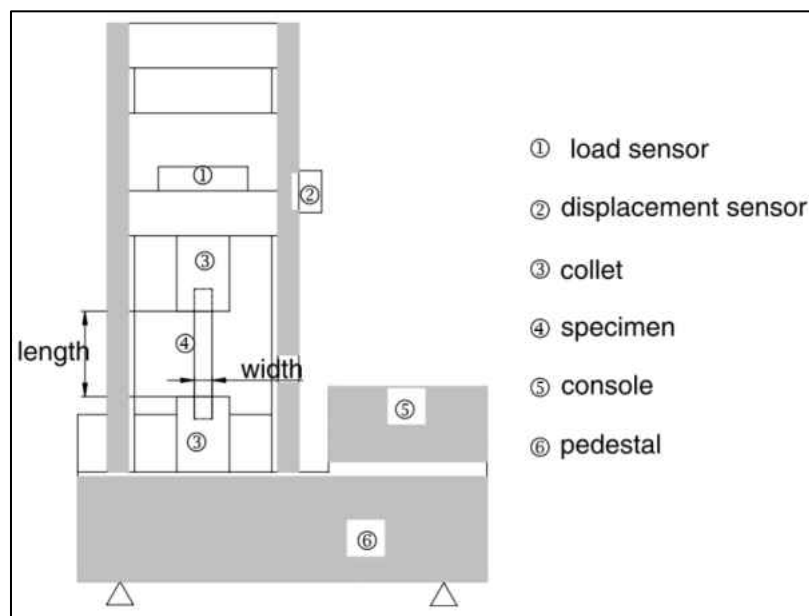 ① load sensor
② displacement sensor
③ collet
④ specimen
⑤ console
⑥ pedestal
①
②
③
④
length
width
⑤
③
⑥